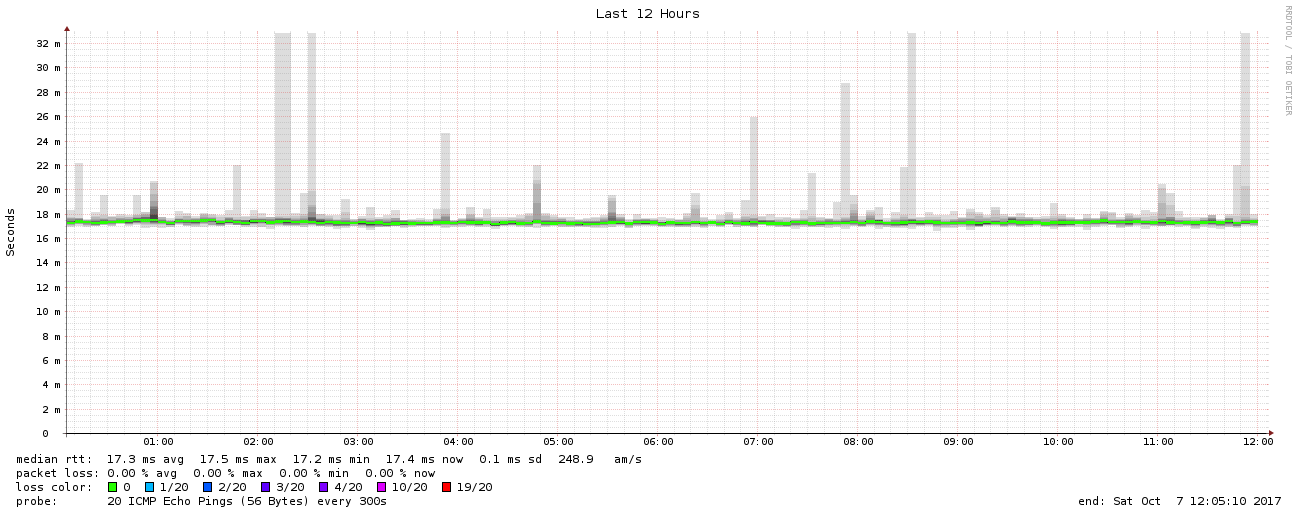 Last 12 Hours
RRDTOOL / TOBI OETIKER
Seconds
32 m
30 m
28 m
26 m
24 m
22 m
20 m
18 m
16 m
14 m
12 m
10 m
8 m
6 m
4 m
2 m
0
01:00 02:00 03:00 04:00 05:00 06:00 07:00 08:00 09:00 10:00 11:00 12:00
median rtt: 17.3 ms avg 17.5 ms max 17.2 ms min 17.4 ms now 0.1 ms sd 248.9 am/s
packet loss: 0.00 % avg 0.00 % max 0.00 % min 0.00 % now
loss color: 0 1/20 2/20 3/20 4/20 10/20 19/20
probe: 20 ICMP Echo Pings (56 Bytes) every 300s end: Sat Oct 7 12:05:10 2017